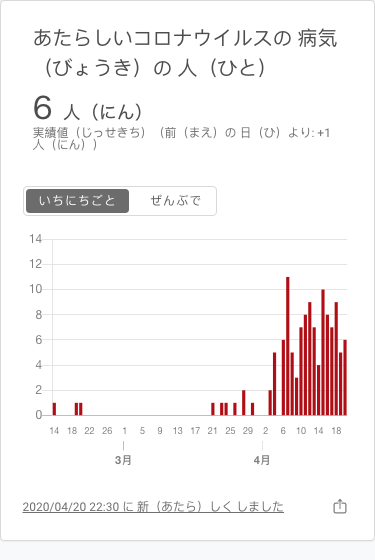 あたらしいコロナウイルスの 病気
（びょうき）の 人（ひと）
6 人（にん）
実績値（じっせきち）（前（まえ）の 日（ひ）より: +1
人（にん））
いちにちごと ぜんぶで
14
12
10
8
6
4
2
0
14 18 22 26 1 5 9 13 17 21 25 29 2 6 10 14 18
3月 4月
2020/04/20 22:30 に 新（あたら）しく しました